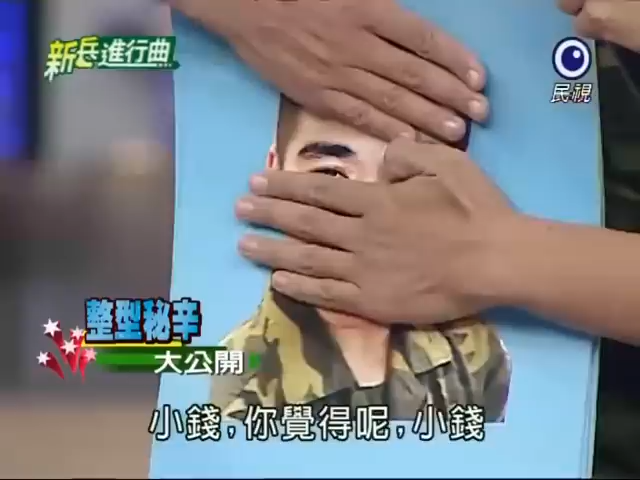 新兵進行曲
民視
整型秘辛
大公開
小錢,你覺得呢,小錢